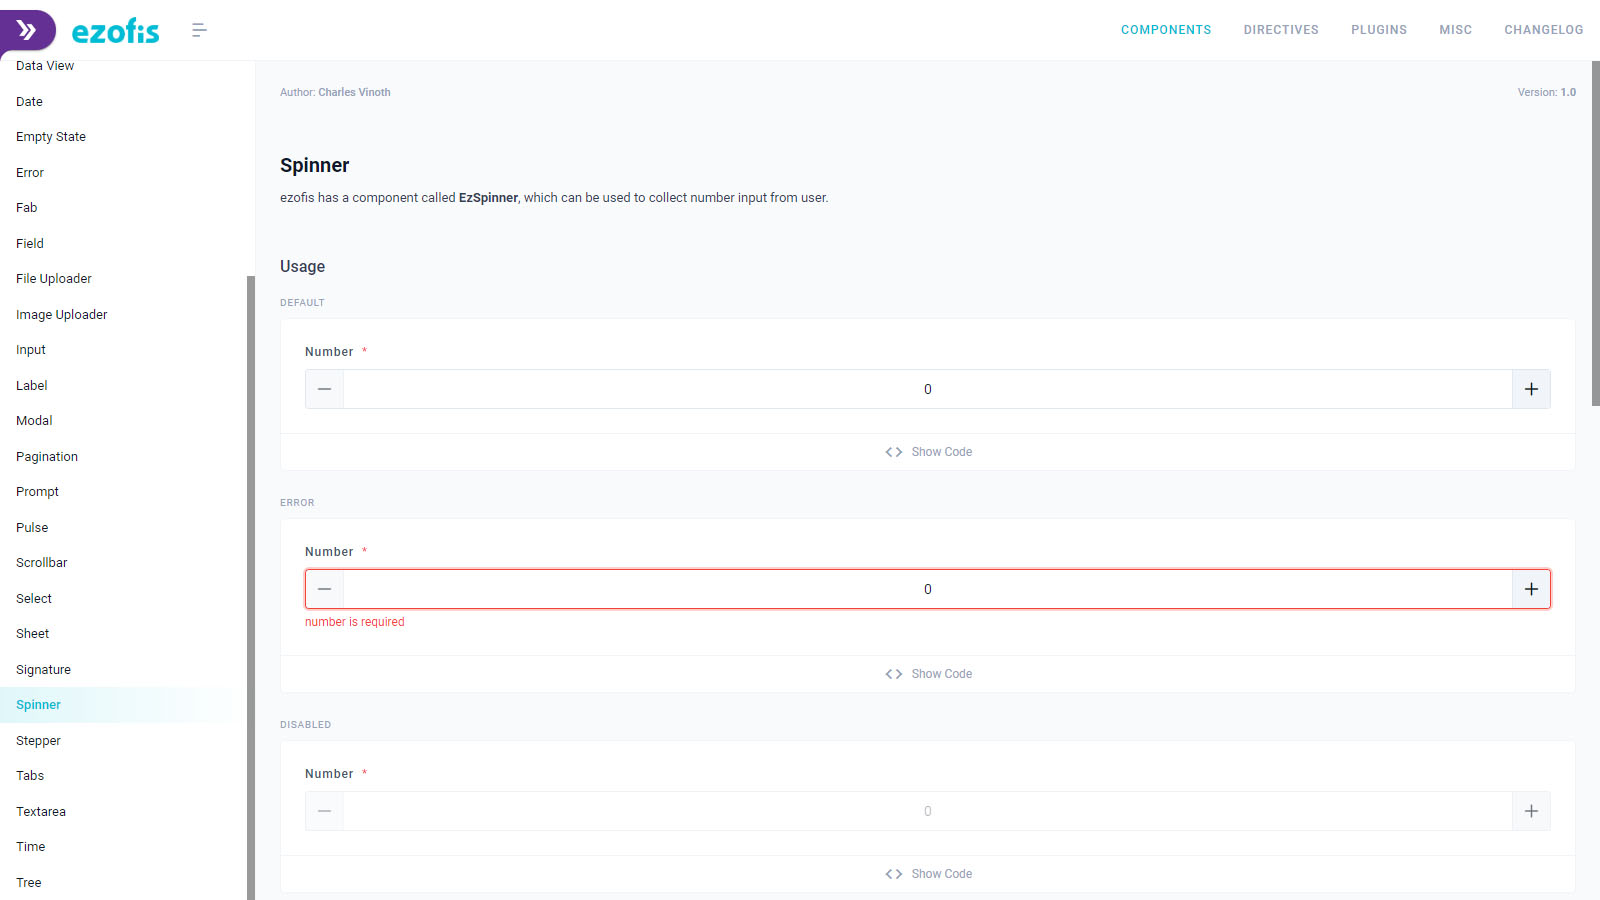 ezofis
COMPONENTS
DIRECTIVES
PLUGINS
MISC
CHANGELOG
Data View
Date
Empty State
Error
Fab
Field
File Uploader
Image Uploader
Input
Label
Modal
Pagination
Prompt
Pulse
Scrollbar
Select
Sheet
Signature
Spinner
Stepper
Tabs
Textarea
Time
Tree
Author: Charles Vinoth
Version: 1.0
Spinner
ezofis has a component called EzSpinner, which can be used to collect number input from user.
Usage
DEFAULT
Number *
0
Show Code
ERROR
Number *
0
number is required
Show Code
DISABLED
Number *
0
Show Code